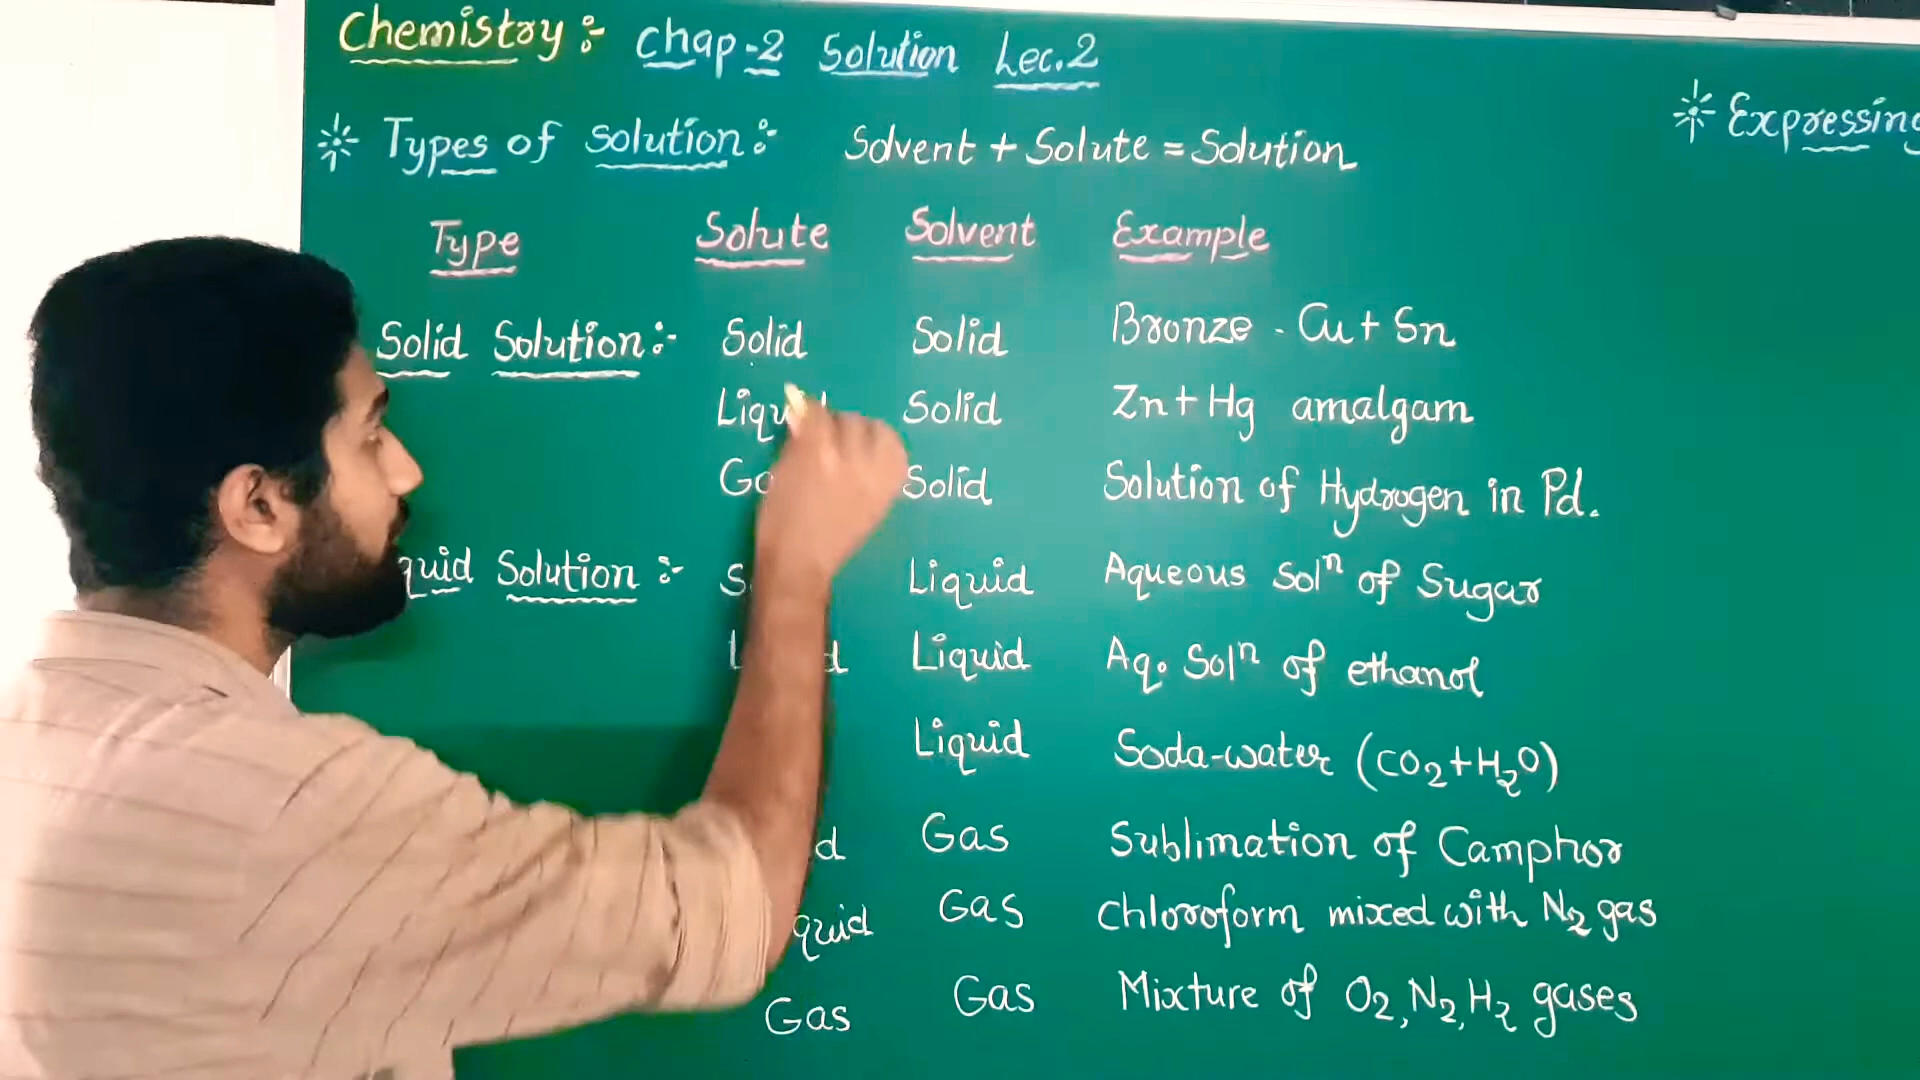 Chemistry :- Chap-2 Solution Lec.2
* Expressing
* Types of Solution :- Solvent + Solute = Solution
Type Solute Solvent Example
Solid Solution :- Solid Solid Bronze - Cu + Sn
Solid Zn + Hg amalgam
Solid Solution of Hydrogen in Pd.
Solution :- Liquid Aqueous Solⁿ of Sugar
Liquid Aq. Solⁿ of ethanol
Liquid Soda-water (CO₂+H₂O)
Gas Sublimation of Camphor
Gas Chloroform mixed with N₂ gas
Gas Gas Mixture of O₂, N₂, H₂ gases